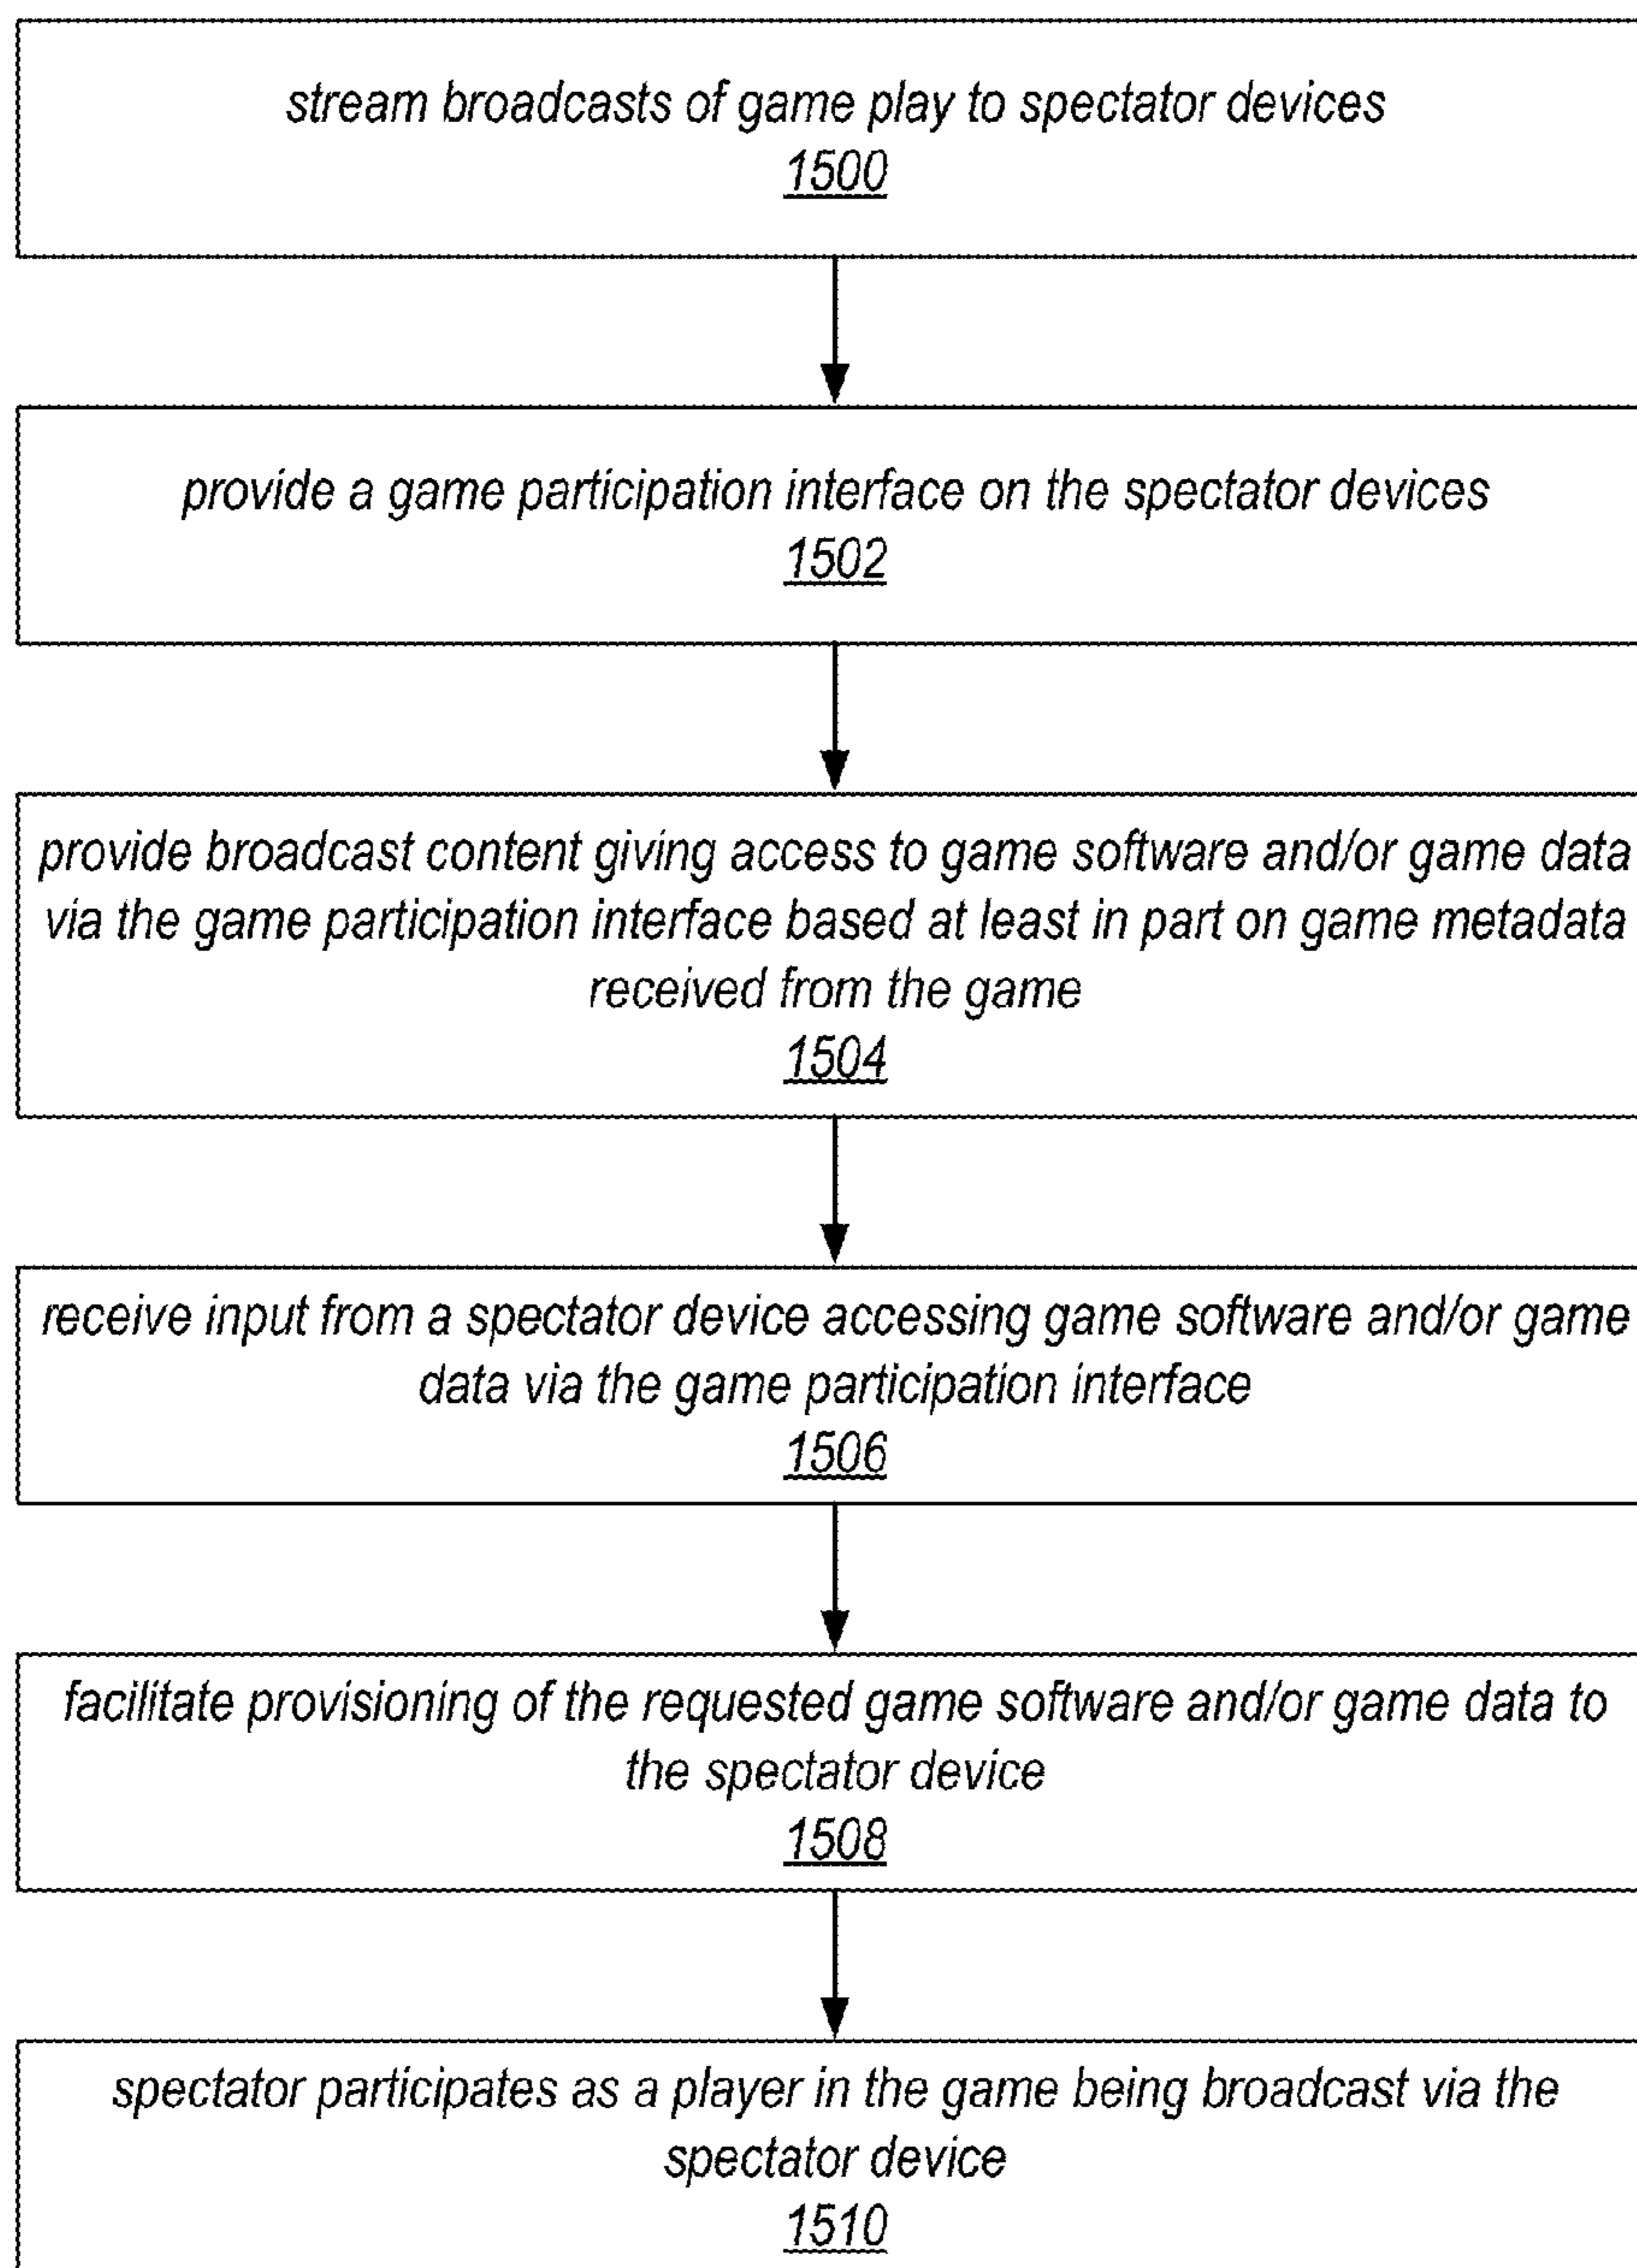 stream broadcasts of game play to spectator devices
1500
provide a game participation interface on the spectator devices
1502
provide broadcast content giving access to game software and/or game data
via the game participation interface based at least in part on game metadata
received from the game
1504
receive input from a spectator device accessing game software and/or game
data via the game participation interface
1506
facilitate provisioning of the requested game software and/or game data to
the spectator device
1508
spectator participates as a player in the game being broadcast via the
spectator device
1510